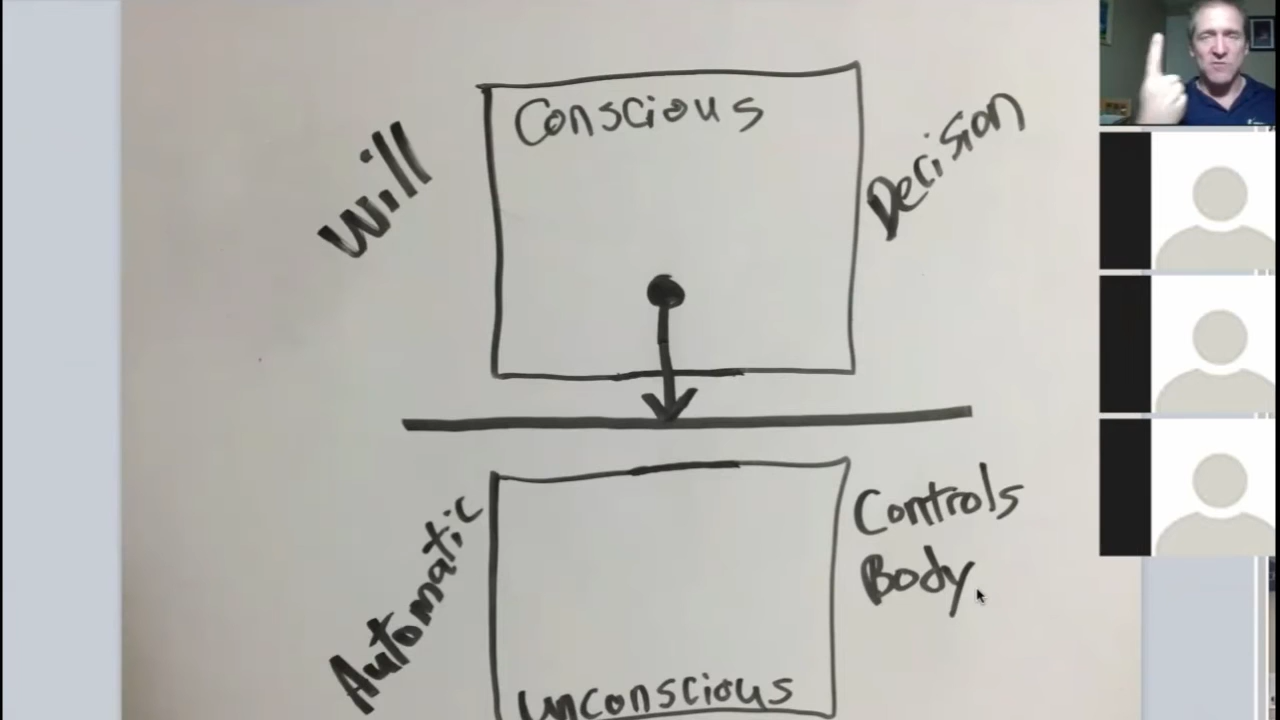 Conscious
Will
Decision
Automatic
Controls
Body
Unconscious